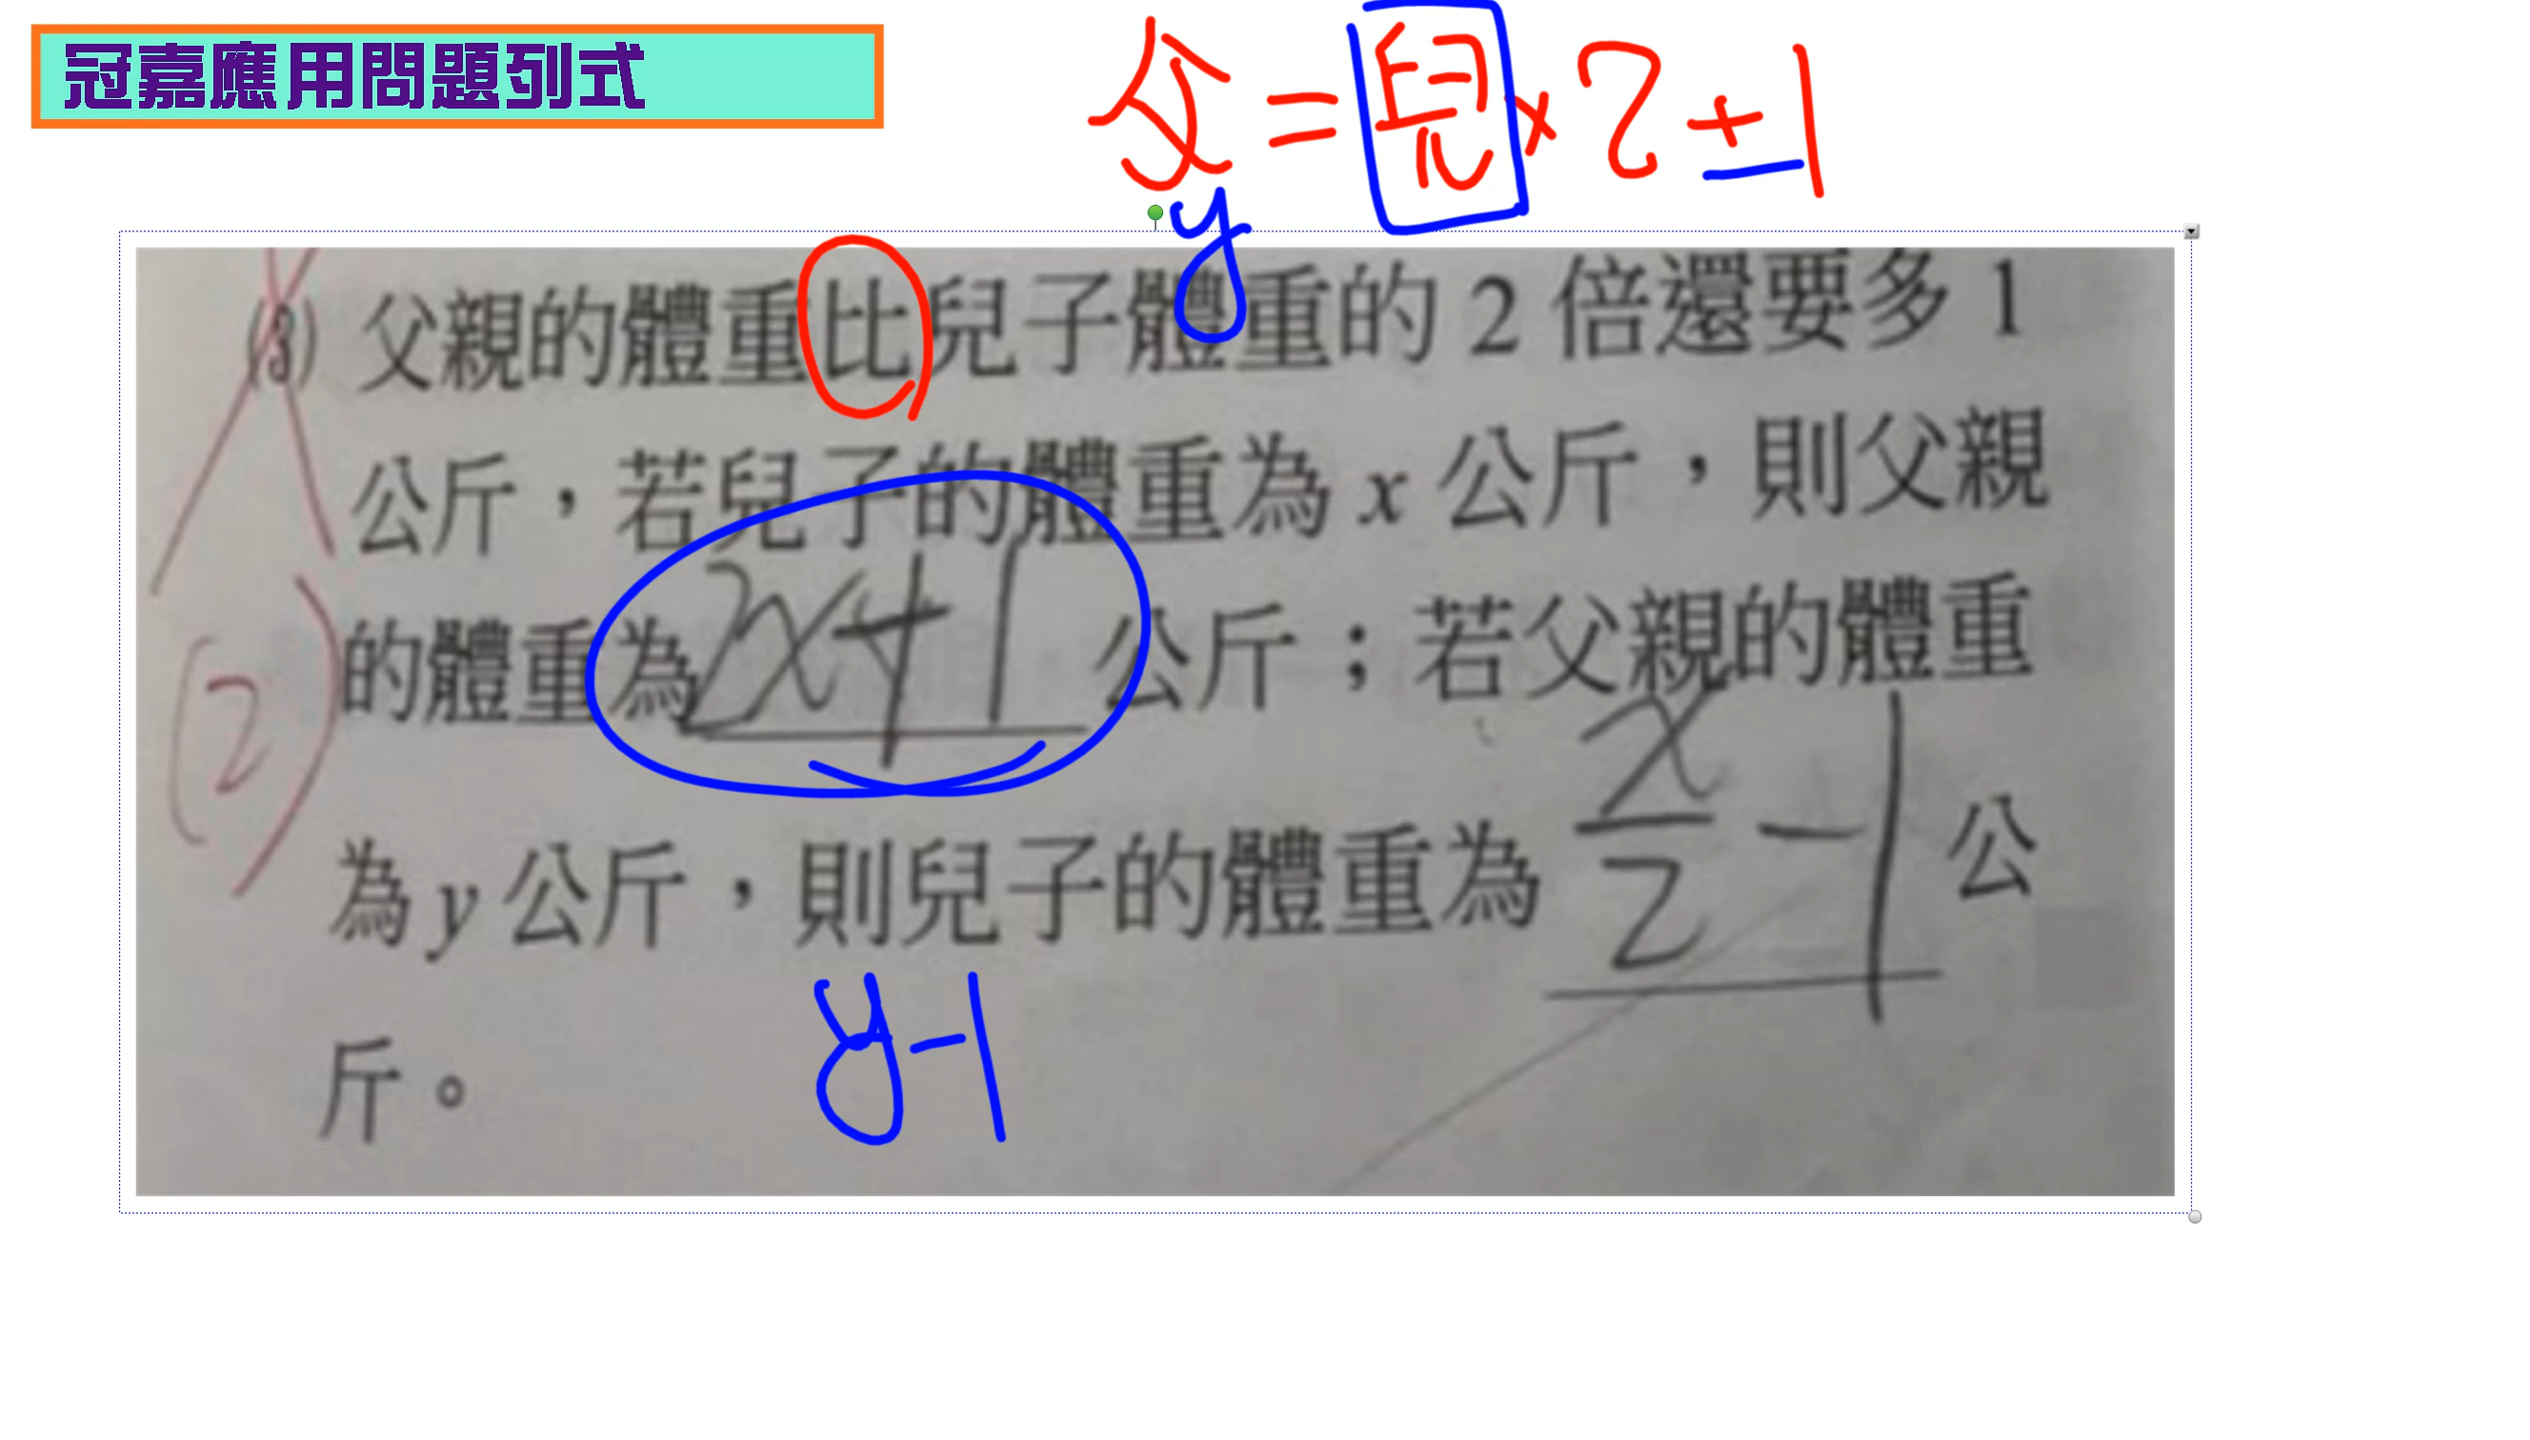 冠嘉應用問題列式
父=兒×2+1
y
(3) 父親的體重比兒子體重的 2 倍還要多 1
公斤，若兒子的體重為 x 公斤，則父親
的體重為 2x+1 公斤；若父親的體重
(2)
為 y 公斤，則兒子的體重為 x/2 - 1 公
斤。
y-1